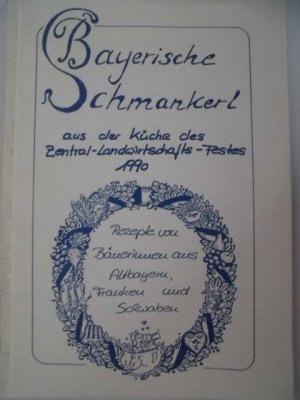 Bayerische
Schmankerl
aus der Küche des
Zentral-Landwirtschafts-Festes
1990
Rezepte von
Bäuerinnen aus
Altbayern,
Franken und
Schwaben